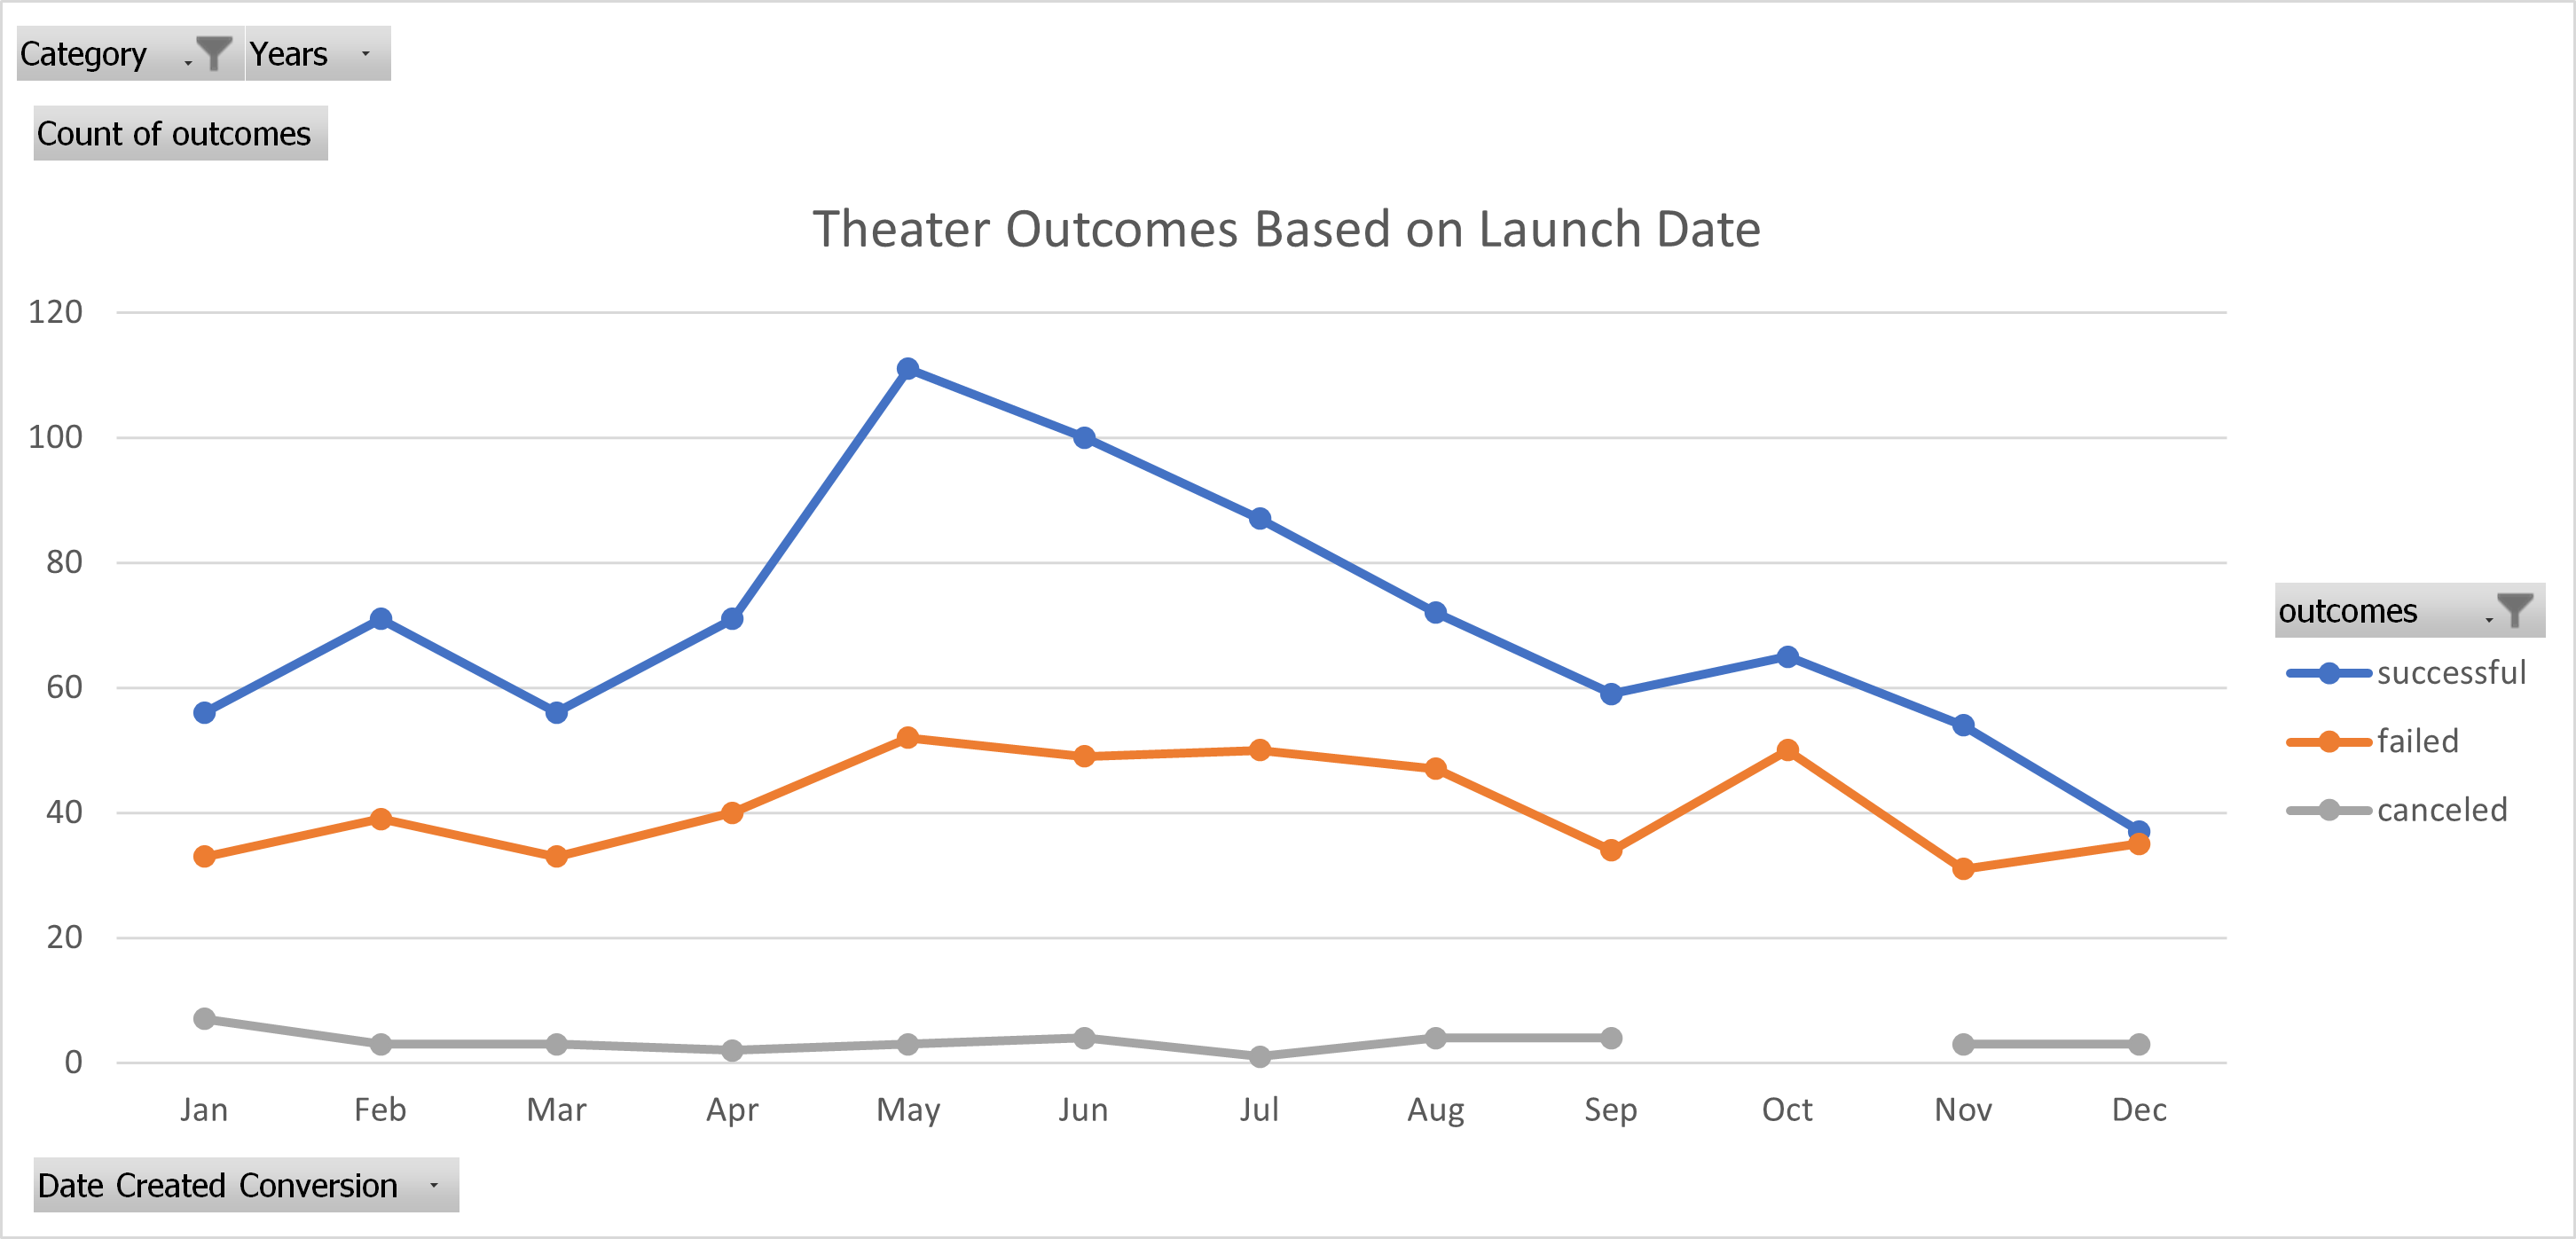 Category Years
Count of outcomes
Theater Outcomes Based on Launch Date
120
100
80
60
40
20
0
Jan Feb Mar Apr May Jun Jul Aug Sep Oct Nov Dec
outcomes
successful
failed
canceled
Date Created Conversion